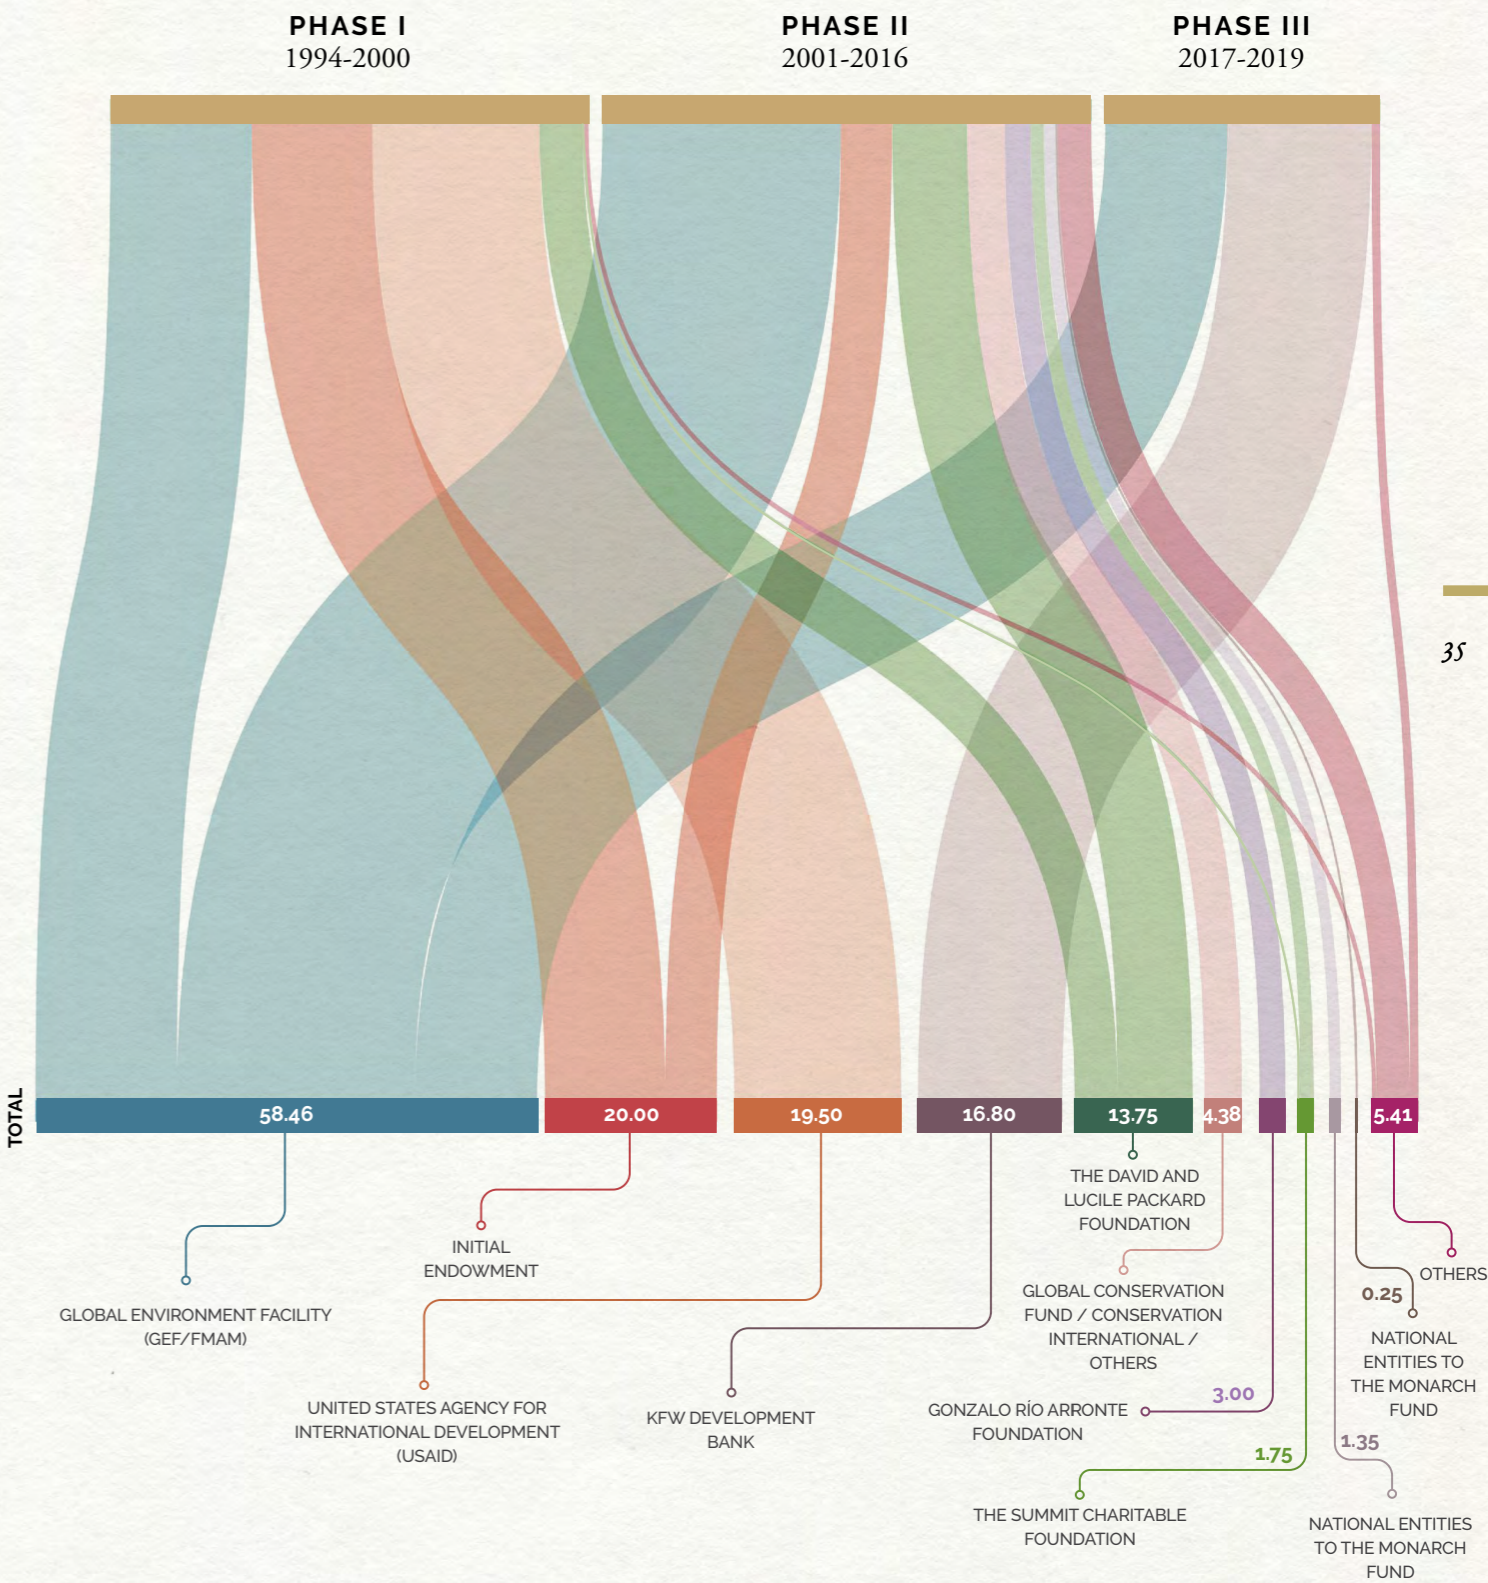 PHASE I
1994-2000
PHASE II
2001-2016
PHASE III
2017-2019
35
TOTAL
58.46
20.00
19.50
16.80
13.75
4.38
5.41
THE DAVID AND
LUCILE PACKARD
FOUNDATION
INITIAL
ENDOWMENT
OTHERS
GLOBAL CONSERVATION
FUND / CONSERVATION
INTERNATIONAL /
OTHERS
0.25
GLOBAL ENVIRONMENT FACILITY
(GEF/FMAM)
NATIONAL
ENTITIES TO
THE MONARCH
FUND
UNITED STATES AGENCY FOR
INTERNATIONAL DEVELOPMENT
(USAID)
KFW DEVELOPMENT
BANK
3.00
GONZALO RÍO ARRONTE
FOUNDATION
1.75
1.35
THE SUMMIT CHARITABLE
FOUNDATION
NATIONAL ENTITIES
TO THE MONARCH
FUND